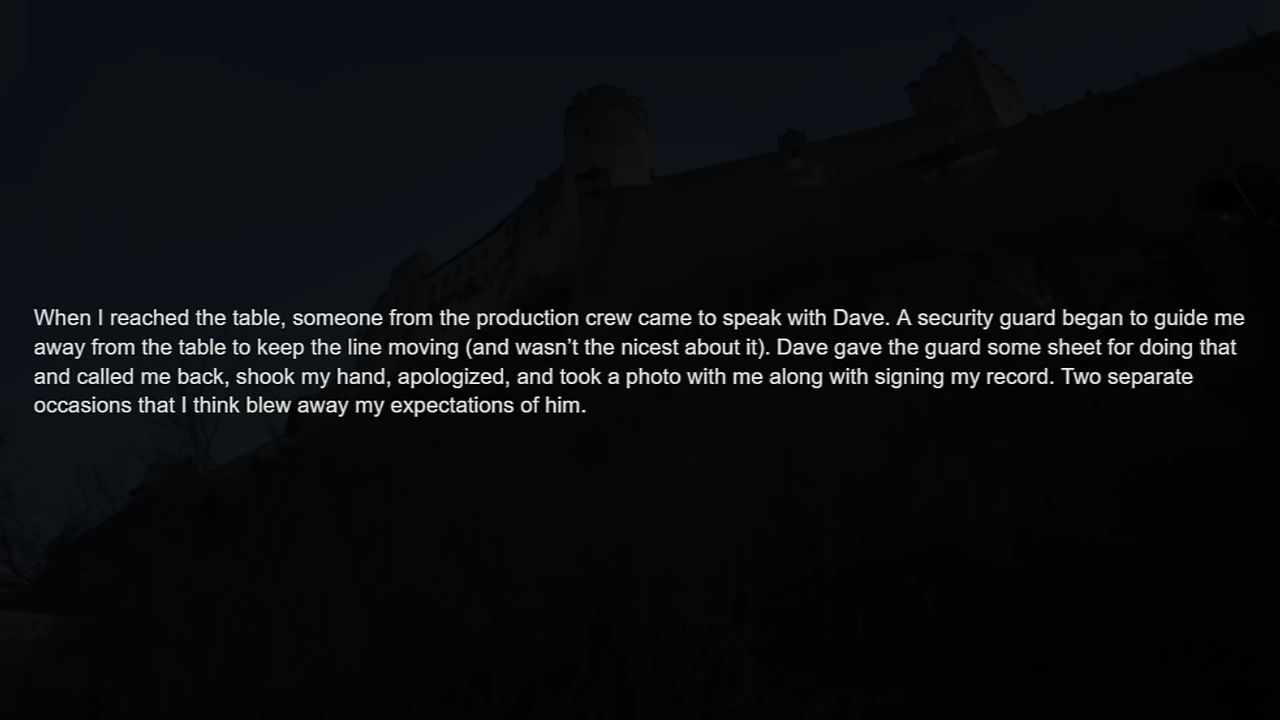 When I reached the table, someone from the production crew came to speak with Dave. A security guard began to guide me
away from the table to keep the line moving (and wasn’t the nicest about it). Dave gave the guard some sheet for doing that
and called me back, shook my hand, apologized, and took a photo with me along with signing my record. Two separate
occasions that I think blew away my expectations of him.